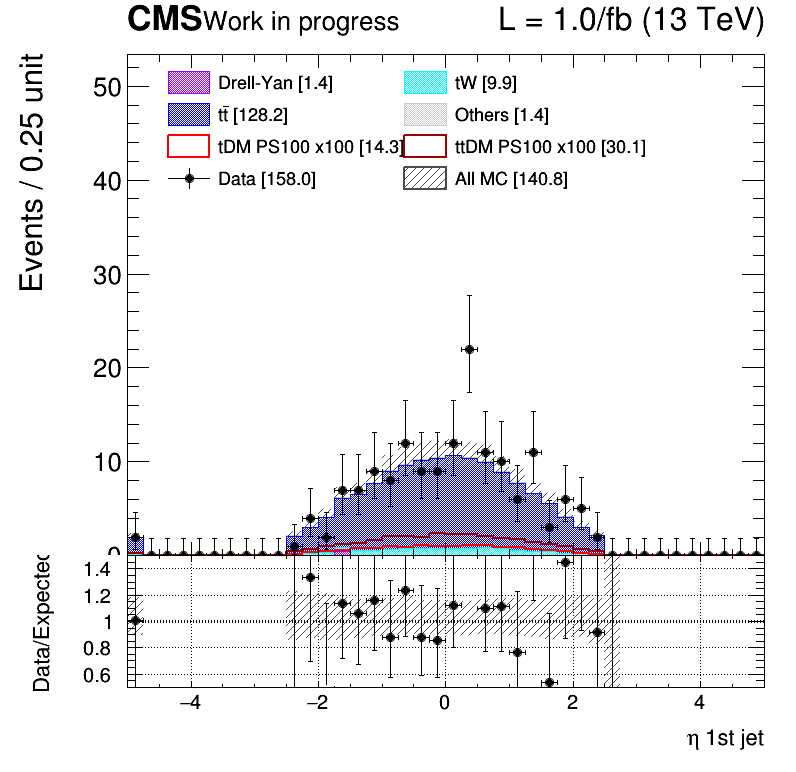 CMS Work in progress L = 1.0/fb (13 TeV)
Events / 0.25 unit
Drell-Yan [1.4] tW [9.9]
tt̄ [128.2] Others [1.4]
tDM PS100 x100 [14.3] ttDM PS100 x100 [30.1]
Data [158.0] All MC [140.8]
50
40
30
20
10
0
Data/Expected
1.4
1.2
1
0.8
0.6
−4 −2 0 2 4
η 1st jet